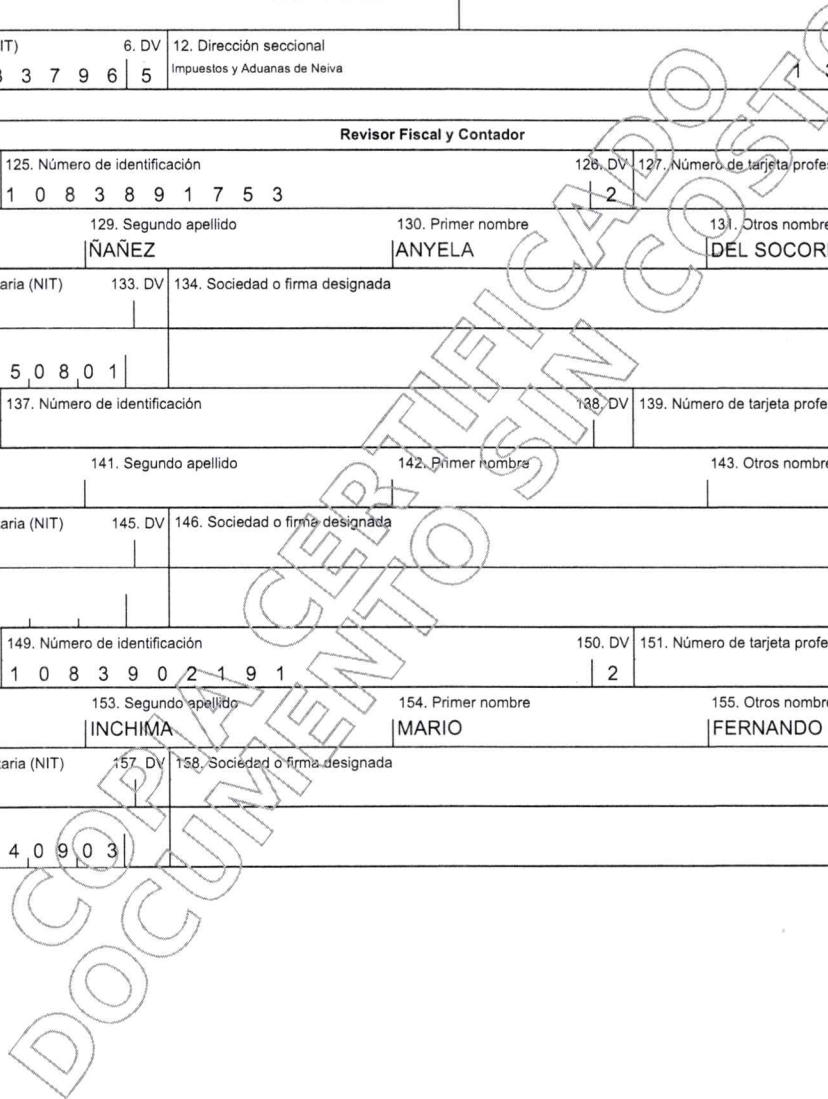 IT) 6. DV 12. Dirección seccional
3 7 9 6 5 Impuestos y Aduanas de Neiva 1
Revisor Fiscal y Contador
125. Número de identificación 126. DV 127. Número de tarjeta profe
1 0 8 3 8 9 1 7 5 3 2
129. Segundo apellido 130. Primer nombre 131. Otros nombre
ÑAÑEZ ANYELA DEL SOCOR
aria (NIT) 133. DV 134. Sociedad o firma designada
5 0 8 0 1
137. Número de identificación 138. DV 139. Número de tarjeta profe
141. Segundo apellido 142. Primer nombre 143. Otros nombre
aria (NIT) 145. DV 146. Sociedad o firma designada
149. Número de identificación 150. DV 151. Número de tarjeta profe
1 0 8 3 9 0 2 1 9 1 2
153. Segundo apellido 154. Primer nombre 155. Otros nombre
INCHIMA MARIO FERNANDO
aria (NIT) 157. DV 158. Sociedad o firma designada
4 0 9 0 3
COPIA CERTIFICADO
DOCUMENTO SIN COSTO